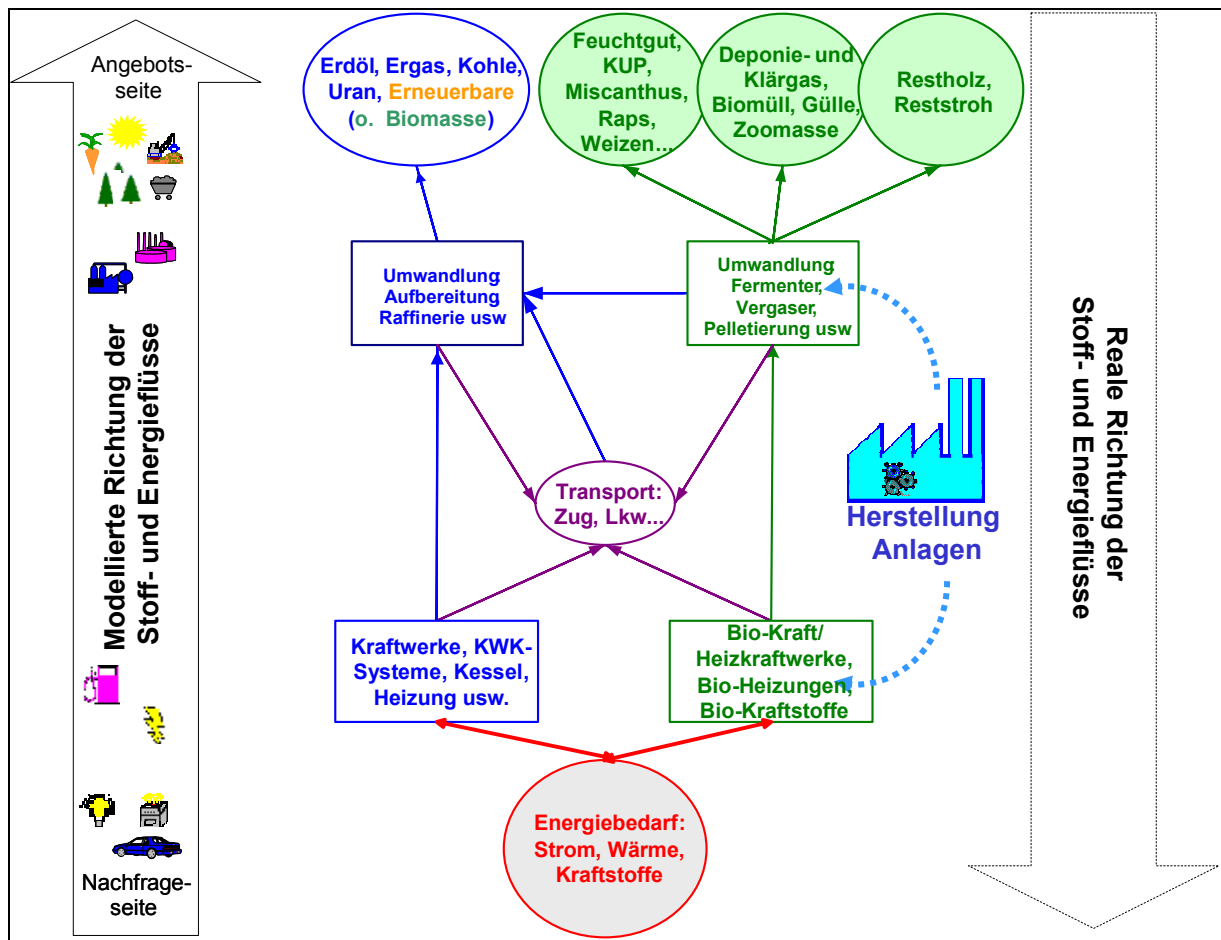 Angebots-
seite
Modellierte Richtung der
Stoff- und Energieflüsse
Nachfrage-
seite
Erdöl, Ergas, Kohle,
Uran, Erneuerbare
(o. Biomasse)
Feuchtgut,
KUP,
Miscanthus,
Raps,
Weizen...
Deponie- und
Klärgas,
Biomüll, Gülle,
Zoomasse
Restholz,
Reststroh
Umwandlung:
Aufbereitung
Raffinerie usw
Umwandlung:
Fermenter,
Vergaser,
Pelletierung usw
Transport:
Zug, Lkw...
Herstellung
Anlagen
Kraftwerke, KWK-
Systeme, Kessel,
Heizung usw.
Bio-Kraft/
Heizkraftwerke,
Bio-Heizungen,
Bio-Kraftstoffe
Energiebedarf:
Strom, Wärme,
Kraftstoffe
Reale Richtung der
Stoff- und Energieflüsse